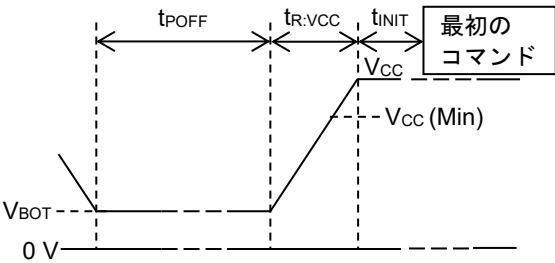 tPOFF tR:VCC tINIT 最初の
コマンド
VCC
VCC (Min)
VBOT
0 V